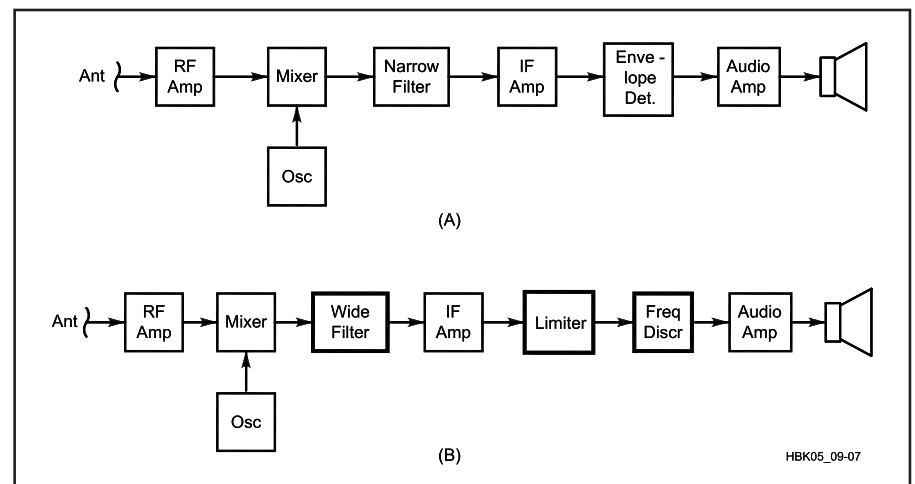 Ant
RF
Amp
Mixer
Narrow
Filter
IF
Amp
Enve -
lope
Det.
Audio
Amp
Osc
(A)
Ant
RF
Amp
Mixer
Wide
Filter
IF
Amp
Limiter
Freq
Discr
Audio
Amp
Osc
(B)
HBK05_09-07